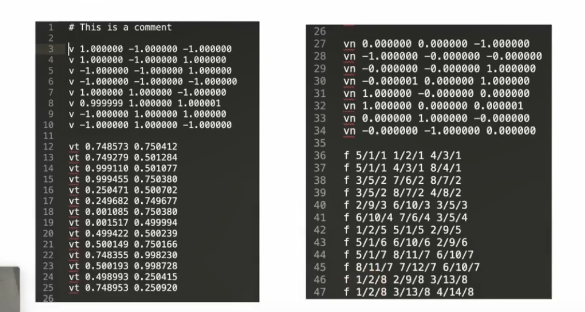 1 # This is a comment
2
3 v 1.000000 -1.000000 -1.000000
4 v 1.000000 -1.000000 1.000000
5 v -1.000000 -1.000000 1.000000
6 v -1.000000 -1.000000 -1.000000
7 v 1.000000 1.000000 -1.000000
8 v 0.999999 1.000000 1.000001
9 v -1.000000 1.000000 1.000000
10 v -1.000000 1.000000 -1.000000
11
12 vt 0.748573 0.750412
13 vt 0.749279 0.501284
14 vt 0.999110 0.501077
15 vt 0.999455 0.750380
16 vt 0.250471 0.500702
17 vt 0.249682 0.749677
18 vt 0.001085 0.750380
19 vt 0.001517 0.499994
20 vt 0.499422 0.500239
21 vt 0.500149 0.750166
22 vt 0.748355 0.998230
23 vt 0.500193 0.998728
24 vt 0.498993 0.250415
25 vt 0.748953 0.250920
26
26
27 vn 0.000000 0.000000 -1.000000
28 vn -1.000000 -0.000000 -0.000000
29 vn -0.000000 -0.000000 1.000000
30 vn -0.000001 0.000000 1.000000
31 vn 1.000000 -0.000000 0.000000
32 vn 1.000000 0.000000 0.000001
33 vn 0.000000 1.000000 -0.000000
34 vn -0.000000 -1.000000 0.000000
35
36 f 5/1/1 1/2/1 4/3/1
37 f 5/1/1 4/3/1 8/4/1
38 f 3/5/2 7/6/2 8/7/2
39 f 3/5/2 8/7/2 4/8/2
40 f 2/9/3 6/10/3 3/5/3
41 f 6/10/4 7/6/4 3/5/4
42 f 1/2/5 5/1/5 2/9/5
43 f 5/1/6 6/10/6 2/9/6
44 f 5/1/7 8/11/7 6/10/7
45 f 8/11/7 7/12/7 6/10/7
46 f 1/2/8 2/9/8 3/13/8
47 f 1/2/8 3/13/8 4/14/8